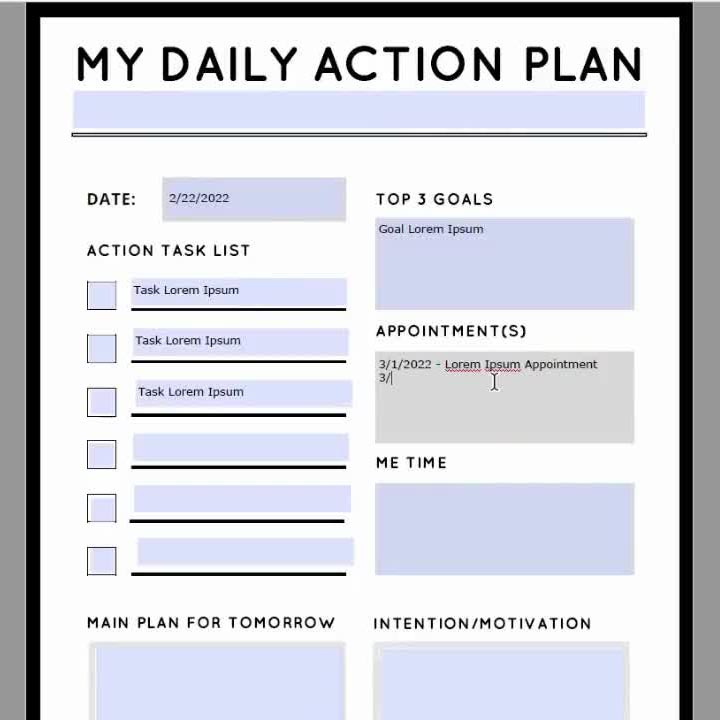 MY DAILY ACTION PLAN
DATE:
2/22/2022
ACTION TASK LIST
Task Lorem Ipsum
Task Lorem Ipsum
Task Lorem Ipsum
TOP 3 GOALS
Goal Lorem Ipsum
APPOINTMENT(S)
3/1/2022 - Lorem Ipsum Appointment
3/
ME TIME
MAIN PLAN FOR TOMORROW
INTENTION/MOTIVATION